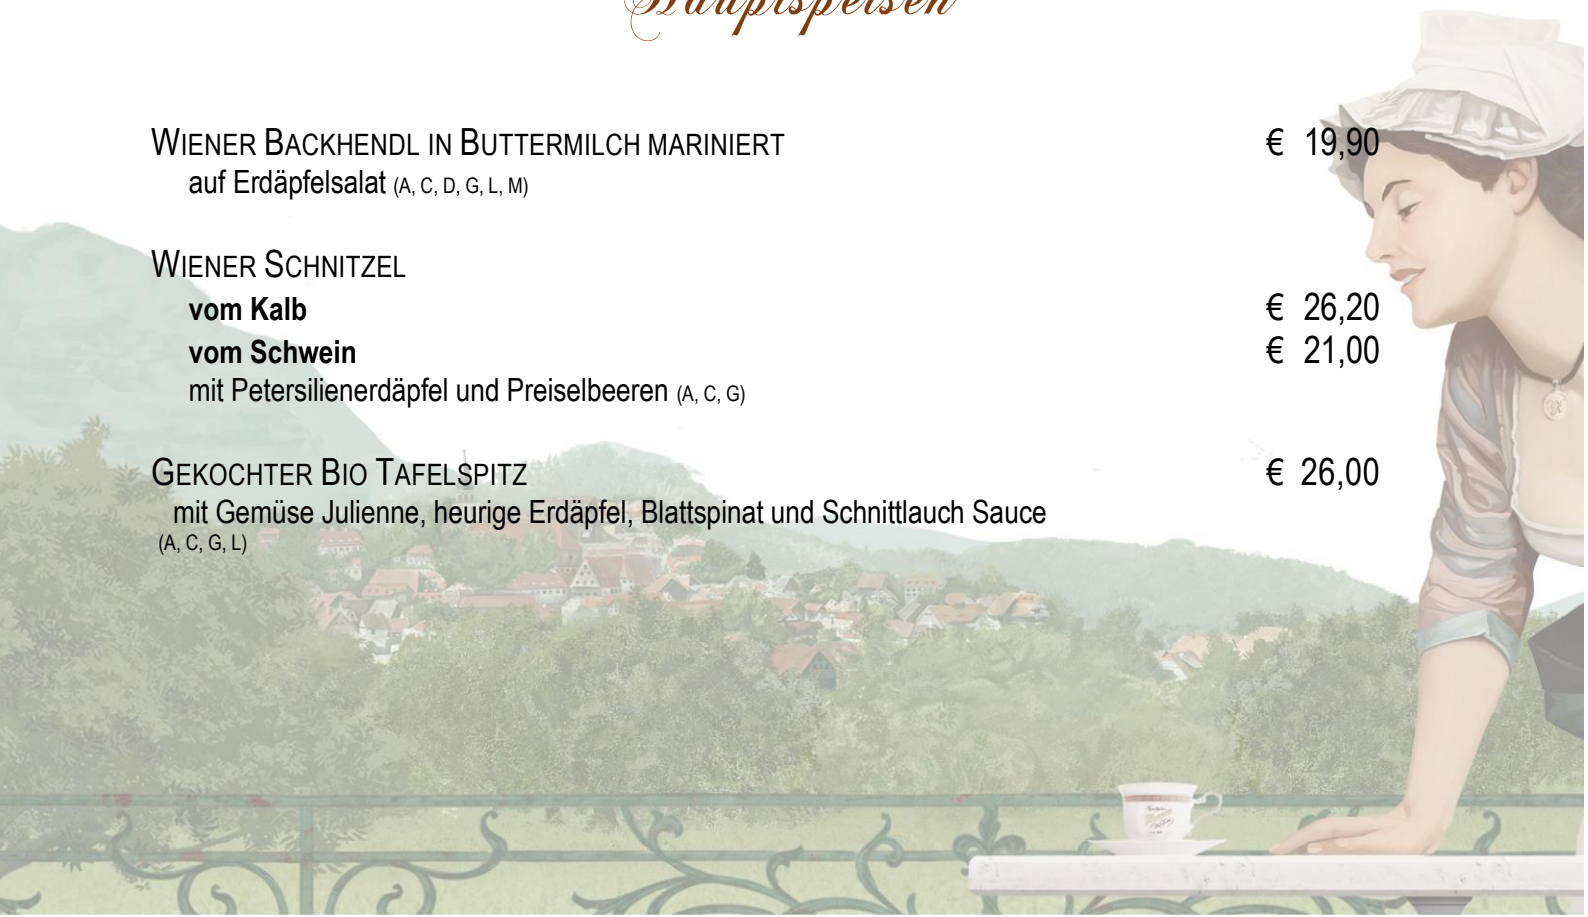 Hauptspeisen
WIENER BACKHENDL IN BUTTERMILCH MARINIERT € 19,90
auf Erdäpfelsalat (A, C, D, G, L, M)
WIENER SCHNITZEL
vom Kalb € 26,20
vom Schwein € 21,00
mit Petersilienerdäpfel und Preiselbeeren (A, C, G)
GEKOCHTER BIO TAFELSPITZ € 26,00
mit Gemüse Julienne, heurige Erdäpfel, Blattspinat und Schnittlauch Sauce
(A, C, G, L)